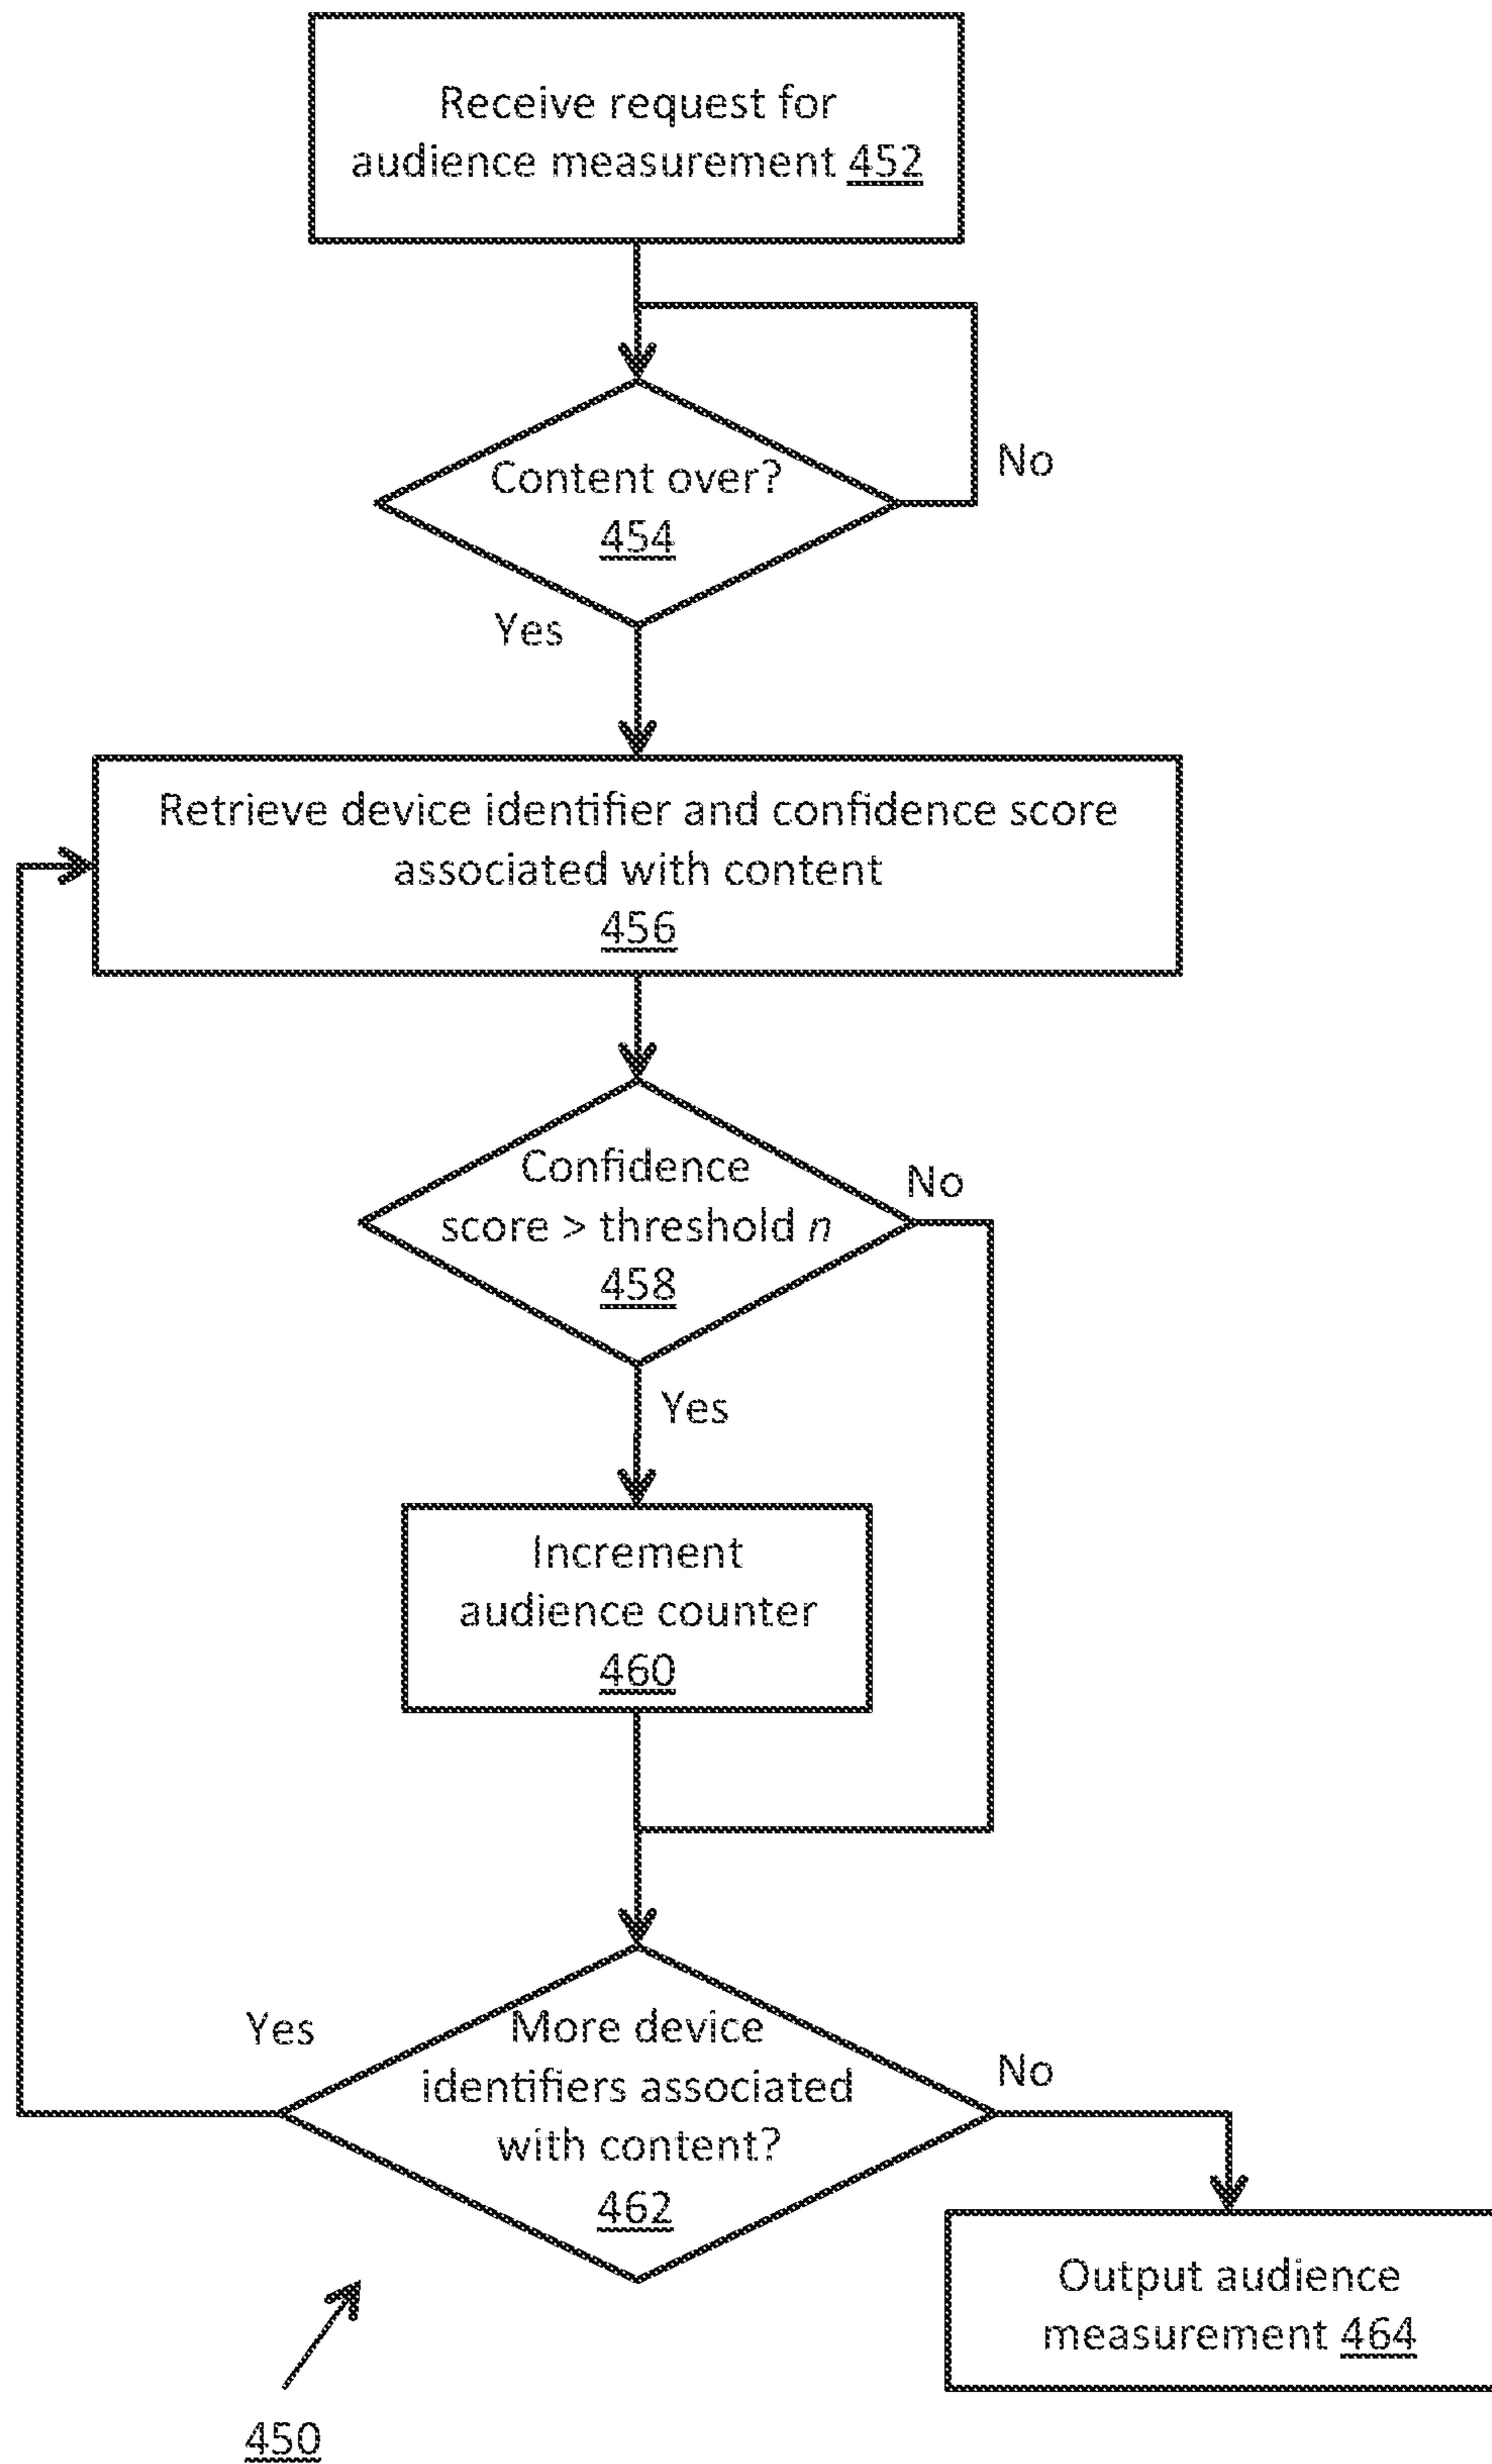 Receive request for
audience measurement 452
Content over?
454
No
Yes
Retrieve device identifier and confidence score
associated with content
456
Confidence
score > threshold n
458
No
Yes
Increment
audience counter
460
More device
identifiers associated
with content?
462
Yes
No
Output audience
measurement 464
450